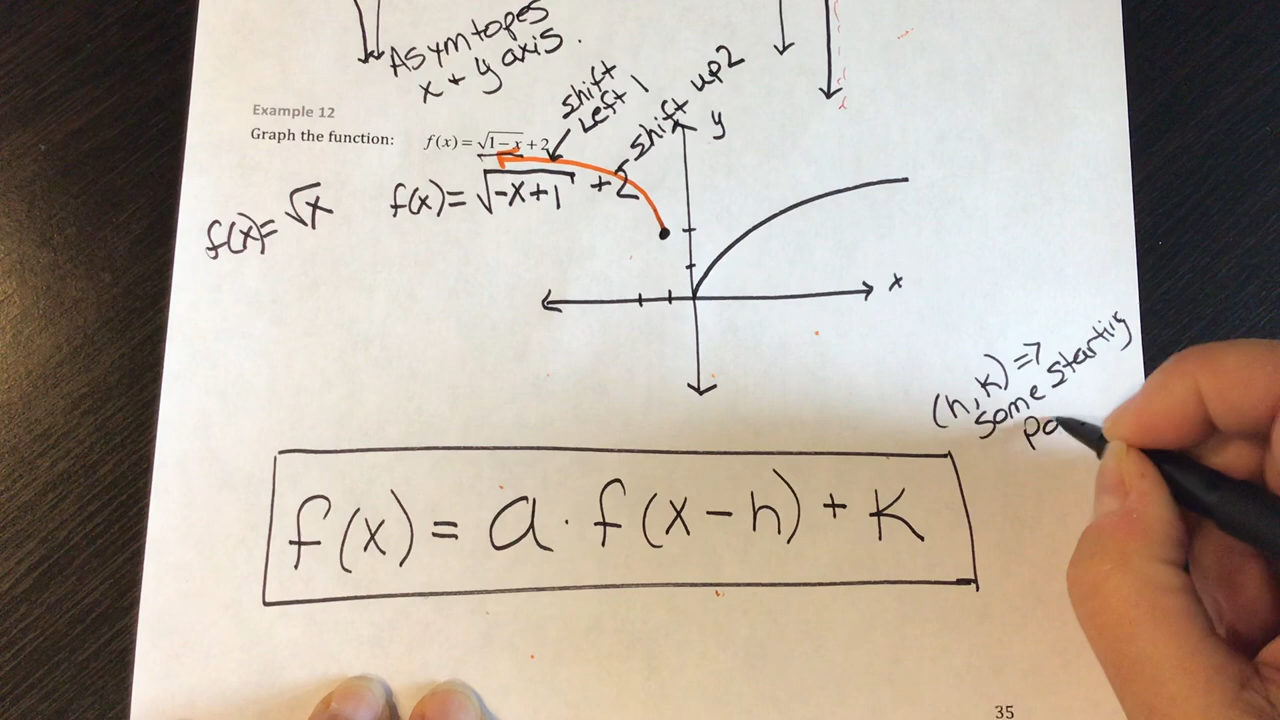 Asymtopes
x + y axis.
Example 12
Graph the function: f(x) = √1 − x + 2
shift
Left 1
shift up 2
y
f(x) = √x
f(x) = √-x+1 + 2
x
(h, k) =>
some startig
po
f(x) = a · f(x - h) + k
35